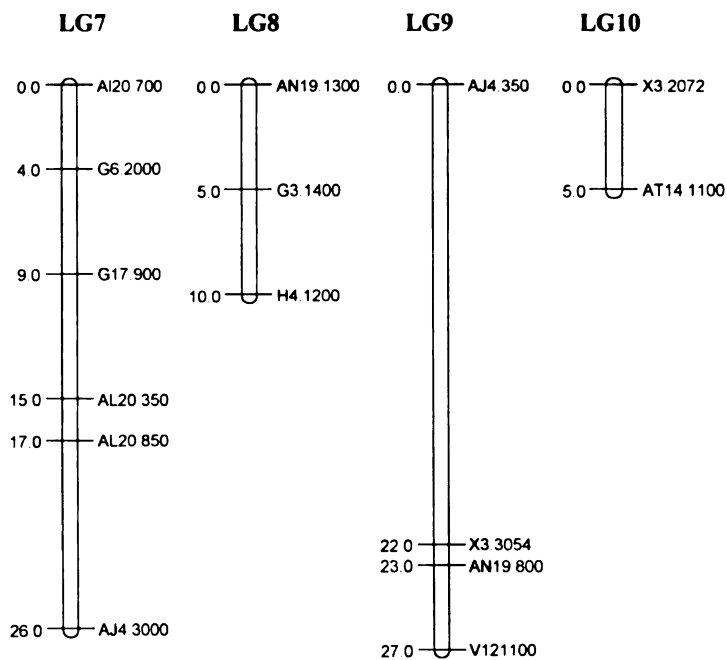 LG7
0.0 AI20 700
4.0 G6 2000
9.0 G17 900
15 0 AL20 350
17.0 AL20 850
26 0 AJ4.3000
LG8
0 0 AN19.1300
5.0 G3.1400
10.0 H4.1200
LG9
0.0 AJ4.350
22 0 X3.3054
23.0 AN19 800
27.0 V121100
LG10
0 0 X3.2072
5.0 AT14 1100